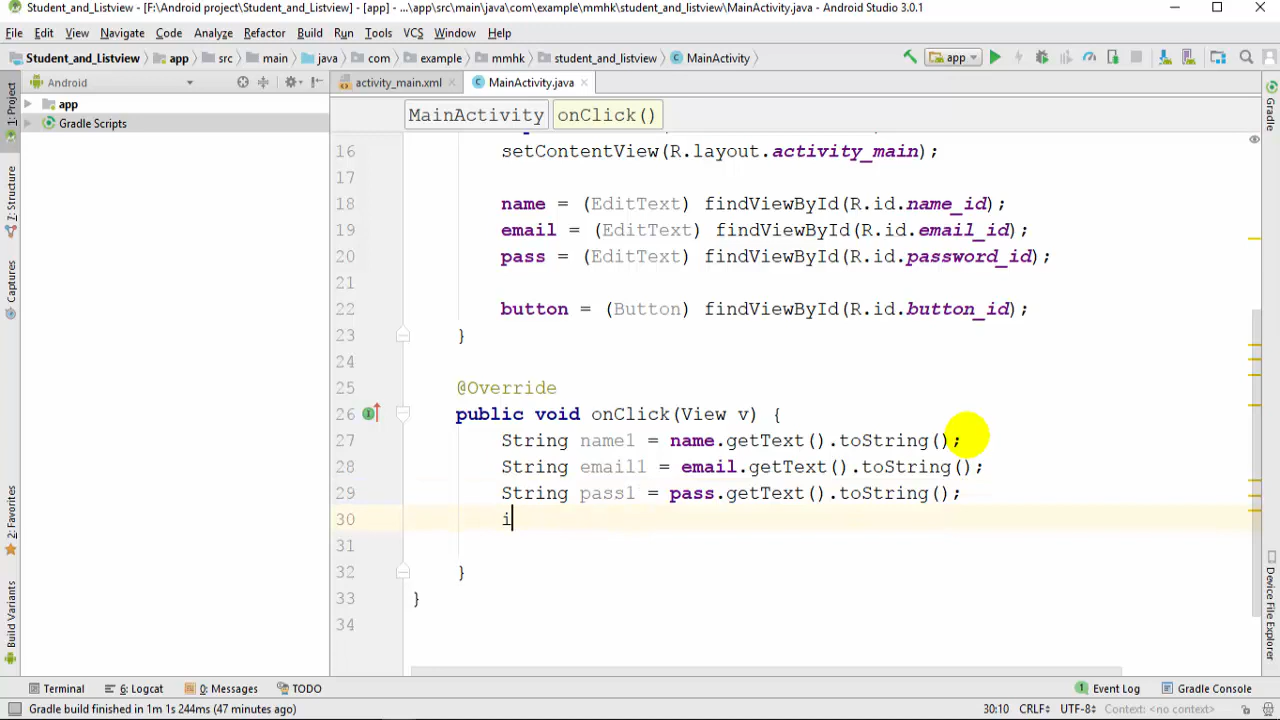 Student_and_Listview - [F:\Android project\Student_and_Listview] - [app] - ...\app\src\main\java\com\example\mmhk\student_and_listview\MainActivity.java - Android Studio 3.0.1
File Edit View Navigate Code Analyze Refactor Build Run Tools VCS Window Help
Student_and_Listview app src main java com example mmhk student_and_listview MainActivity app
Android activity_main.xml MainActivity.java
1: Project
Z: Structure
Captures
2: Favorites
Build Variants
app
Gradle Scripts
MainActivity onClick()
16 setContentView(R.layout.activity_main);
17
18 name = (EditText) findViewById(R.id.name_id);
19 email = (EditText) findViewById(R.id.email_id);
20 pass = (EditText) findViewById(R.id.password_id);
21
22 button = (Button) findViewById(R.id.button_id);
23 }
24
25 @Override
26 public void onClick(View v) {
27 String name1 = name.getText().toString();
28 String email1 = email.getText().toString();
29 String pass1 = pass.getText().toString();
30 i
31
32 }
33 }
34
Gradle
Device File Explorer
Terminal 6: Logcat 0: Messages TODO Event Log Gradle Console
Gradle build finished in 1m 1s 244ms (47 minutes ago) 30:10 CRLF÷ UTF-8÷ Context: <no context>